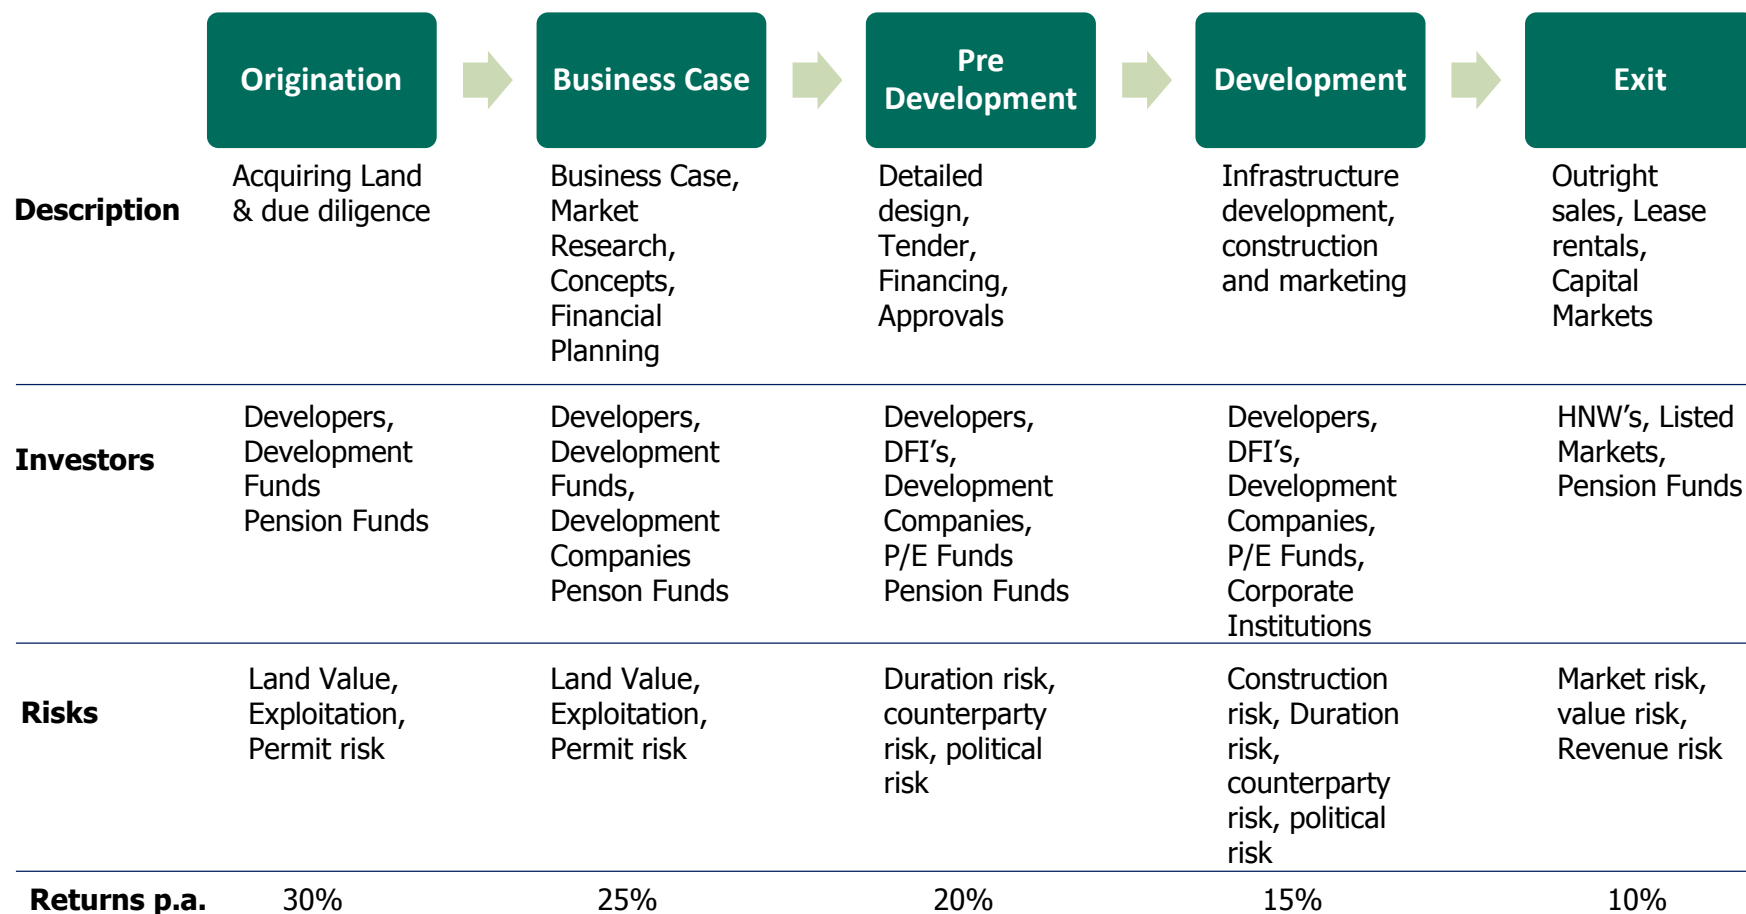 Origination
Business Case
Pre
Development
Development
Exit
Description
Acquiring Land
& due diligence
Business Case,
Market
Research,
Concepts,
Financial
Planning
Detailed
design,
Tender,
Financing,
Approvals
Infrastructure
development,
construction
and marketing
Outright
sales, Lease
rentals,
Capital
Markets
Investors
Developers,
Development
Funds
Pension Funds
Developers,
Development
Funds,
Development
Companies
Penson Funds
Developers,
DFI's,
Development
Companies,
P/E Funds
Pension Funds
Developers,
DFI's,
Development
Companies,
P/E Funds,
Corporate
Institutions
HNW's, Listed
Markets,
Pension Funds
Risks
Land Value,
Exploitation,
Permit risk
Land Value,
Exploitation,
Permit risk
Duration risk,
counterparty
risk, political
risk
Construction
risk, Duration
risk,
counterparty
risk, political
risk
Market risk,
value risk,
Revenue risk
Returns p.a.
30%
25%
20%
15%
10%